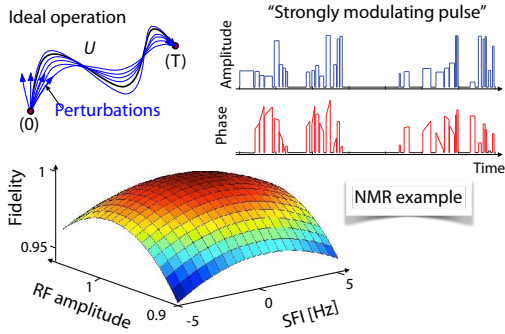 Ideal operation
U
(T)
(0)
Perturbations
“Strongly modulating pulse”
Amplitude
Phase
Time
NMR example
Fidelity
1
0.95
RF amplitude
1
0.9
-5
0
5
SFI [Hz]